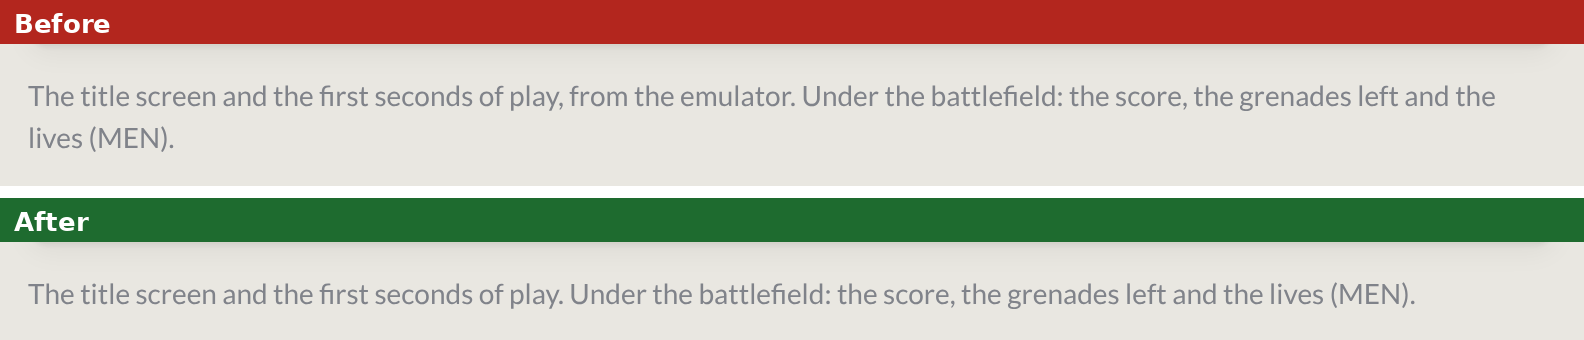 Before
The title screen and the first seconds of play, from the emulator. Under the battlefield: the score, the grenades left and the
lives (MEN).
After
The title screen and the first seconds of play. Under the battlefield: the score, the grenades left and the lives (MEN).